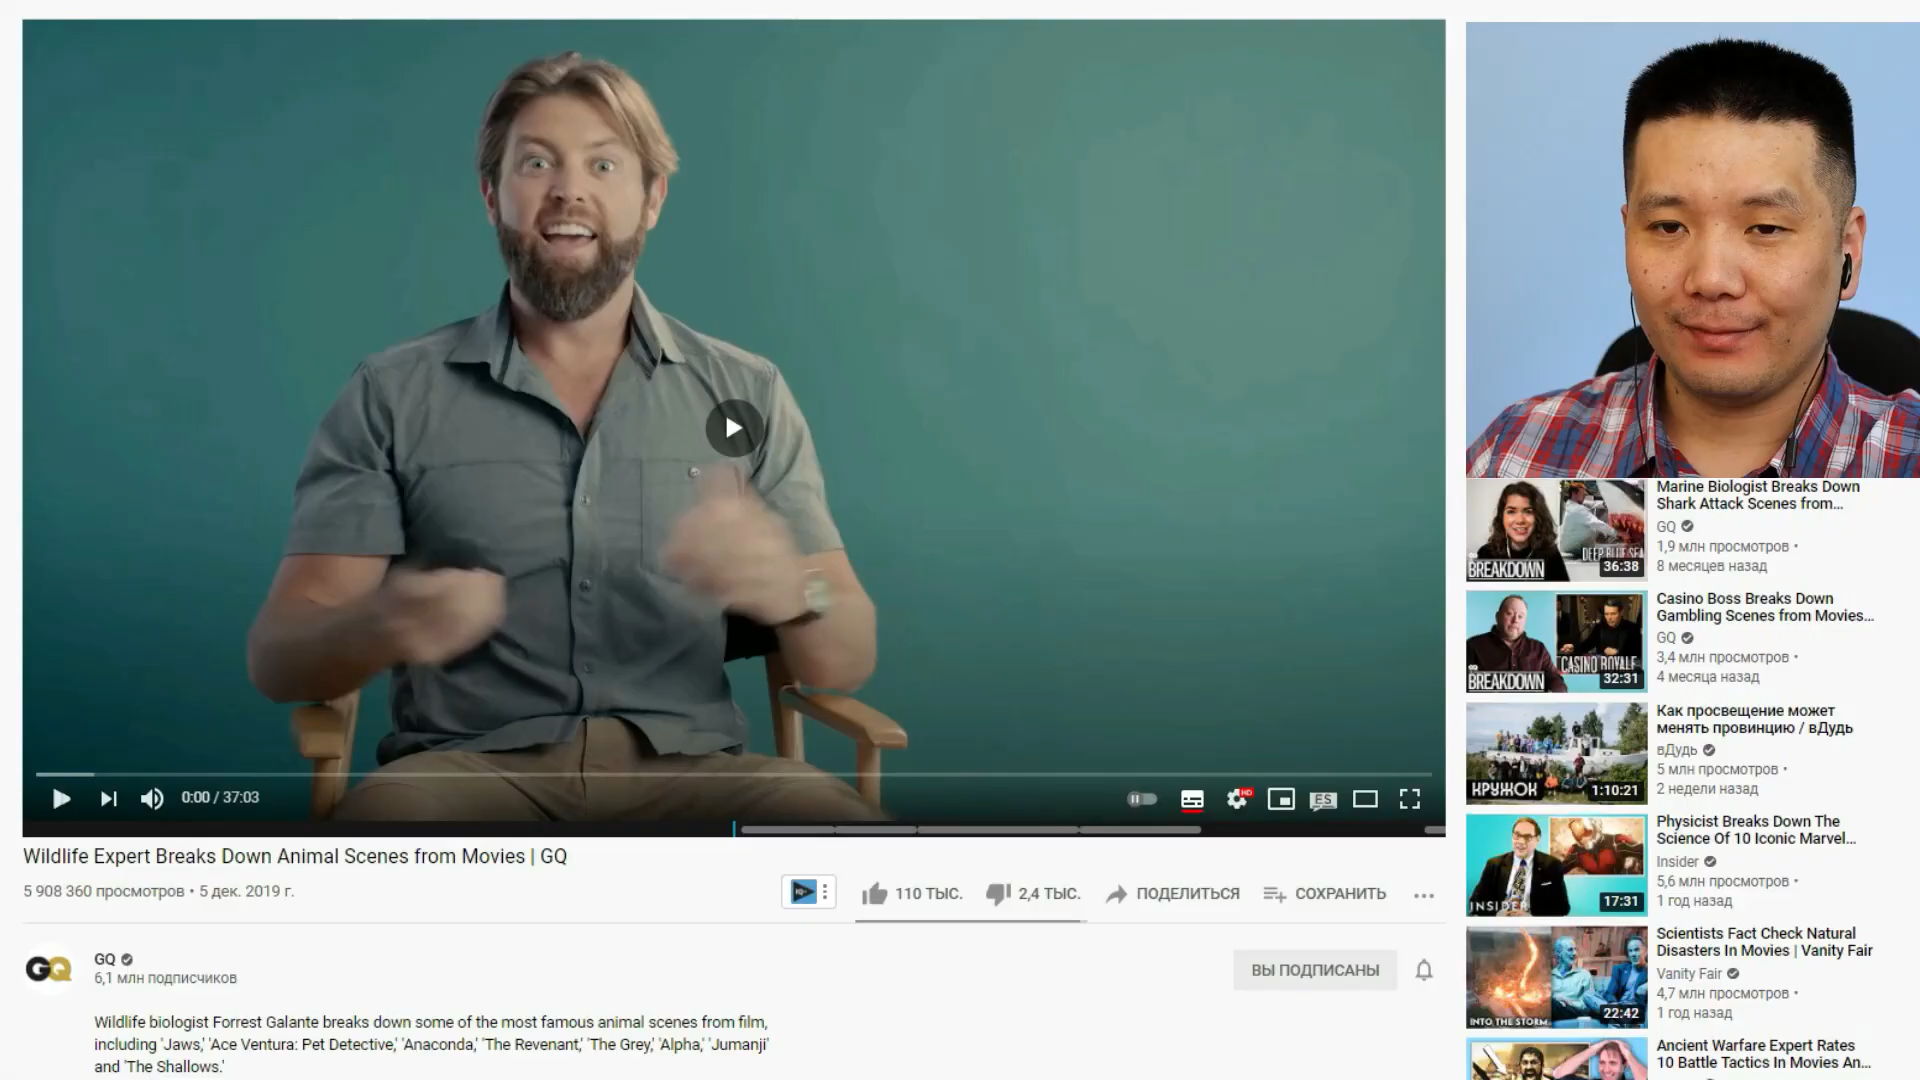 0:00 / 37:03
HD
ES
Wildlife Expert Breaks Down Animal Scenes from Movies | GQ
5 908 360 просмотров • 5 дек. 2019 г.
110 ТЫС.
2,4 ТЫС.
ПОДЕЛИТЬСЯ
СОХРАНИТЬ
GQ
GQ
6,1 млн подписчиков
ВЫ ПОДПИСАНЫ
Wildlife biologist Forrest Galante breaks down some of the most famous animal scenes from film,
including 'Jaws,' 'Ace Ventura: Pet Detective,' 'Anaconda,' 'The Revenant,' 'The Grey,' 'Alpha,' 'Jumanji'
and 'The Shallows.'
DEEP BLUE SEA
BREAKDOWN
36:38
Marine Biologist Breaks Down
Shark Attack Scenes from...
GQ
1,9 млн просмотров •
8 месяцев назад
CASINO ROYALE
BREAKDOWN
32:31
Casino Boss Breaks Down
Gambling Scenes from Movies...
GQ
3,4 млн просмотров •
4 месяца назад
КРУЖОК
1:10:21
Как просвещение может
менять провинцию / вДудь
вДудь
5 млн просмотров •
2 недели назад
INSIDER
17:31
Physicist Breaks Down The
Science Of 10 Iconic Marvel...
Insider
5,6 млн просмотров •
1 год назад
INTO THE STORM
22:42
Scientists Fact Check Natural
Disasters In Movies | Vanity Fair
Vanity Fair
4,7 млн просмотров •
1 год назад
Ancient Warfare Expert Rates
10 Battle Tactics In Movies An...